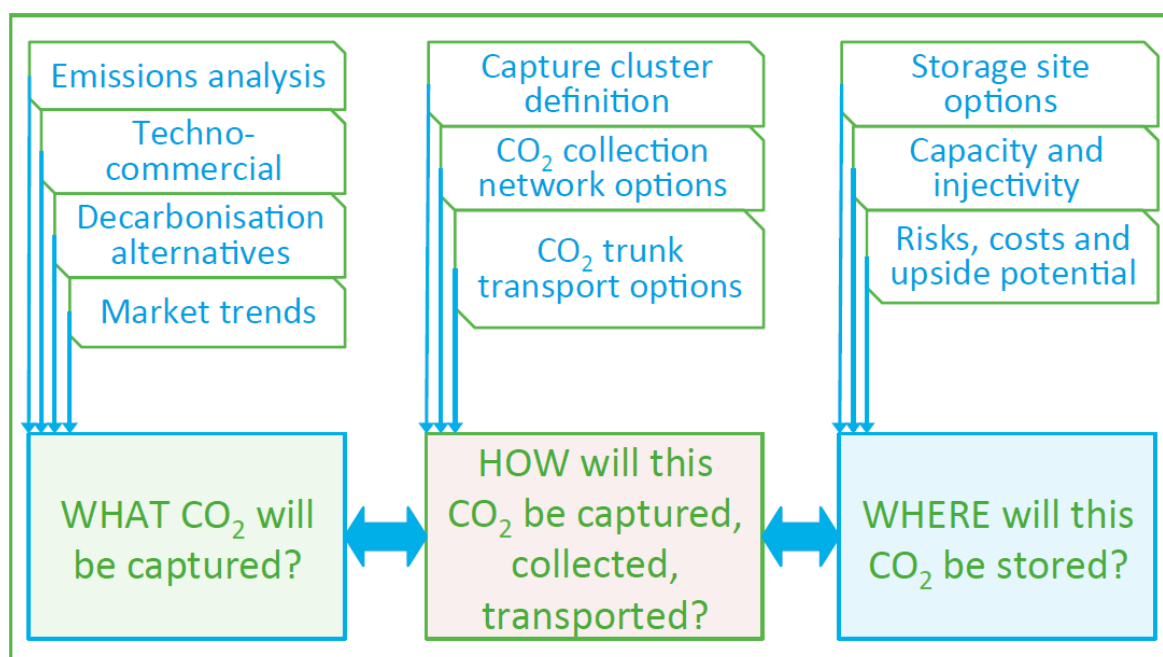 Emissions analysis
Techno-
commercial
Decarbonisation
alternatives
Market trends
WHAT CO₂ will
be captured?
Capture cluster
definition
CO₂ collection
network options
CO₂ trunk
transport options
HOW will this
CO₂ be captured,
collected,
transported?
Storage site
options
Capacity and
injectivity
Risks, costs and
upside potential
WHERE will this
CO₂ be stored?